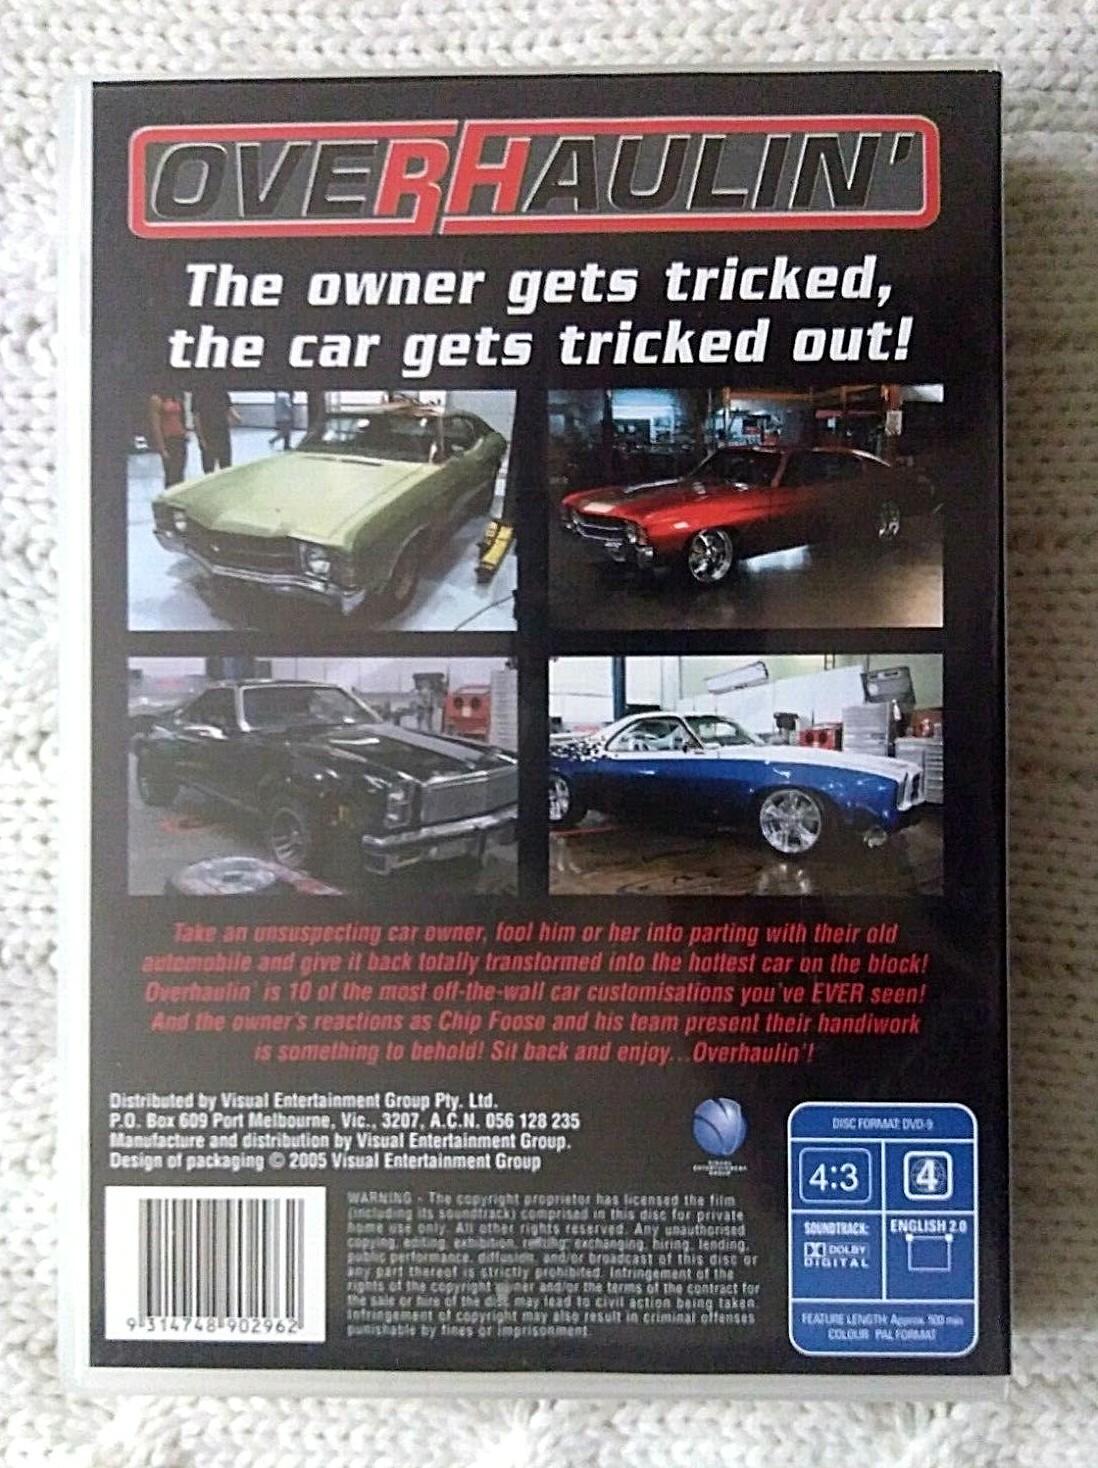 OVERHAULIN'
The owner gets tricked,
the car gets tricked out!
Take an unsuspecting car owner, fool him or her into parting with their old
automobile and give it back totally transformed into the hottest car on the block!
Overhaulin' is 10 of the most off-the-wall car customisations you've EVER seen!
And the owner's reactions as Chip Foose and his team present their handiwork
is something to behold! Sit back and enjoy...Overhaulin'!
Distributed by Visual Entertainment Group Pty. Ltd.
P.O. Box 609 Port Melbourne, Vic., 3207, A.C.N. 056 128 235
Manufacture and distribution by Visual Entertainment Group.
Design of packaging © 2005 Visual Entertainment Group
VISUAL
ENTERTAINMENT
GROUP
9 314748 902962
WARNING - The copyright proprietor has licensed the film
(including its soundtrack) comprised in this disc for private
home use only. All other rights reserved. Any unauthorised
copying, editing, exhibition, renting, exchanging, hiring, lending,
public performance, diffusion, and/or broadcast of this disc or
any part thereof is strictly prohibited. Infringement of the
rights of the copyright owner and/or the terms of the contract for
the sale or hire of the disc may lead to civil action being taken.
Infringement of copyright may also result in criminal offenses
punishable by fines or imprisonment.
DISC FORMAT: DVD-9
4:3
4
SOUNDTRACK:
DOLBY
DIGITAL
ENGLISH 2.0
FEATURE LENGTH: Approx. 500 min
COLOUR PAL FORMAT